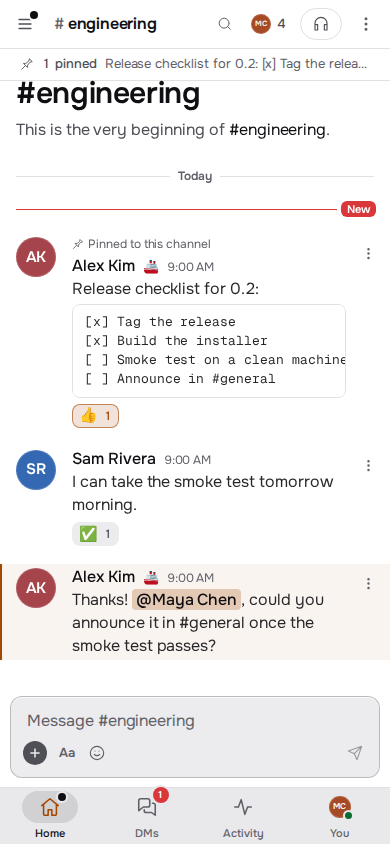 # engineering
MC 4
1 pinned Release checklist for 0.2: [x] Tag the relea...
#engineering
This is the very beginning of #engineering.
Today
New
Pinned to this channel
AK
Alex Kim 9:00 AM
Release checklist for 0.2:
[x] Tag the release
[x] Build the installer
[ ] Smoke test on a clean machine
[ ] Announce in #general
1
SR
Sam Rivera 9:00 AM
I can take the smoke test tomorrow
morning.
1
AK
Alex Kim 9:00 AM
Thanks! @Maya Chen, could you
announce it in #general once the
smoke test passes?
Message #engineering
Aa
1
MC
Home DMs Activity You